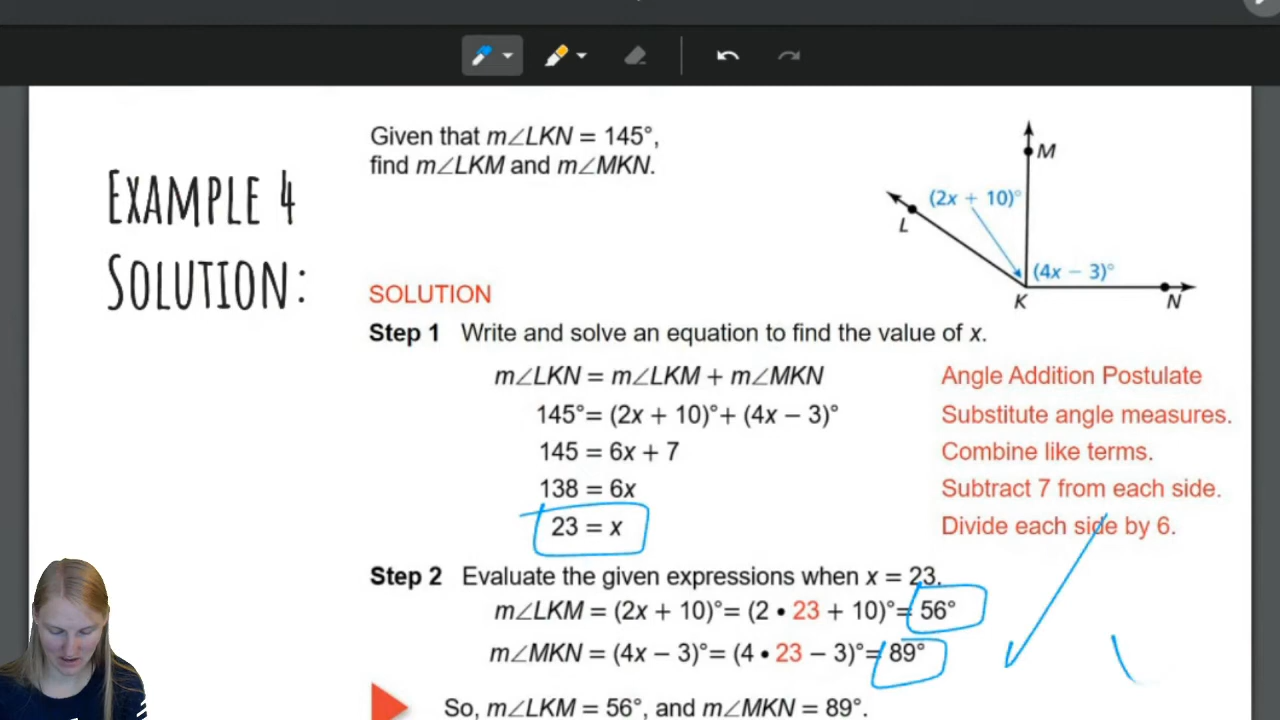 Given that m∠LKN = 145°,
find m∠LKM and m∠MKN.
EXAMPLE 4
SOLUTION:
M
(2x + 10)°
L
(4x − 3)°
K
N
SOLUTION
Step 1 Write and solve an equation to find the value of x.
m∠LKN = m∠LKM + m∠MKN Angle Addition Postulate
145°= (2x + 10)°+ (4x − 3)° Substitute angle measures.
145 = 6x + 7 Combine like terms.
138 = 6x Subtract 7 from each side.
23 = x Divide each side by 6.
Step 2 Evaluate the given expressions when x = 23.
m∠LKM = (2x + 10)°= (2 • 23 + 10)°= 56°
m∠MKN = (4x − 3)°= (4 • 23 − 3)°= 89°
So, m∠LKM = 56°, and m∠MKN = 89°.